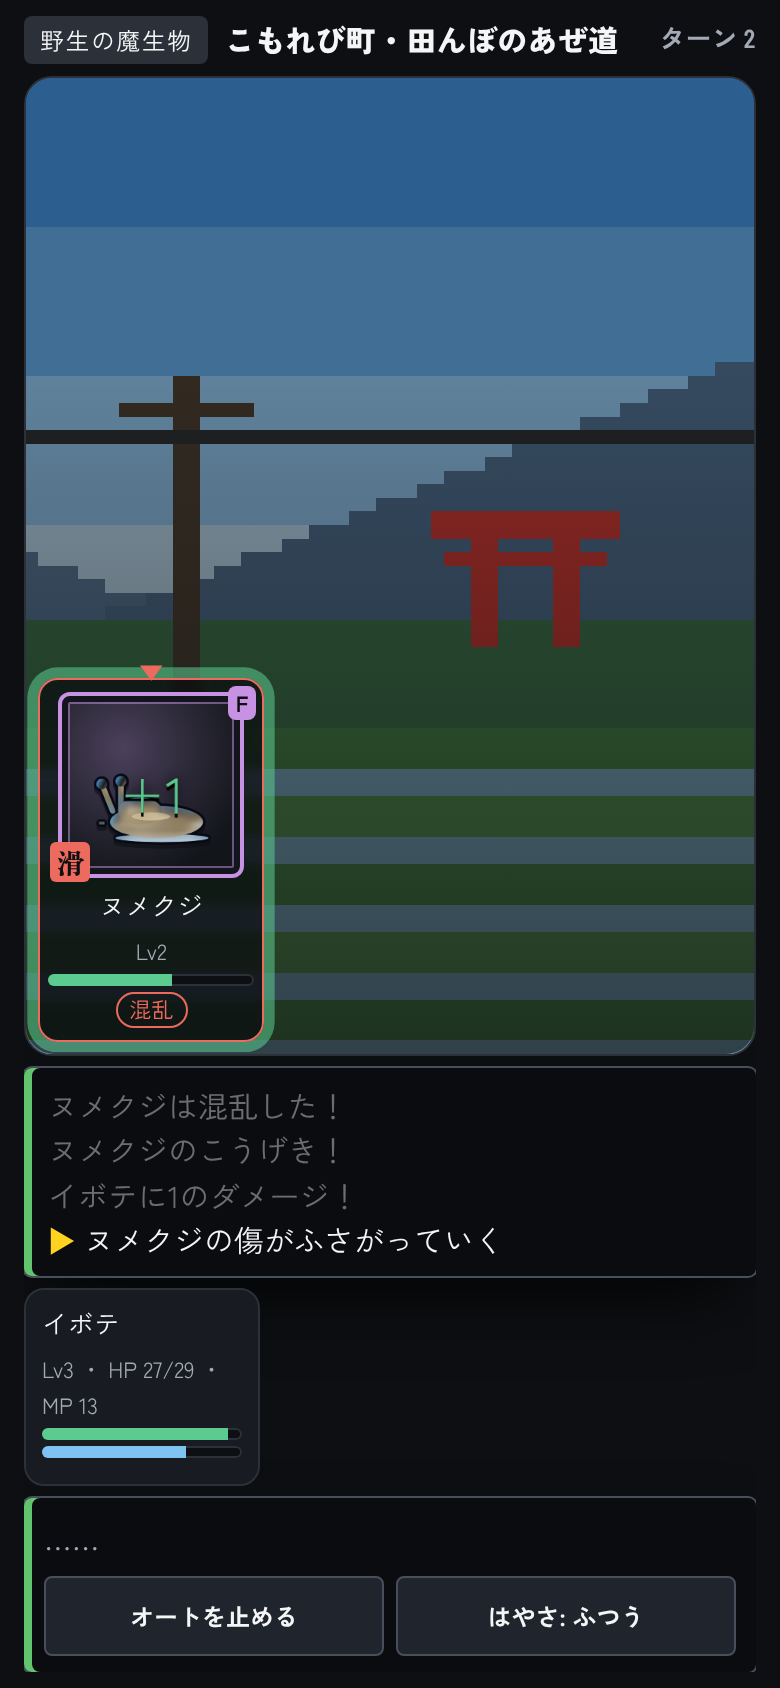 野生の魔生物 こもれび町・田んぼのあぜ道 ターン 2
F
+1
滑
ヌメクジ
Lv2
混乱
ヌメクジは混乱した！
ヌメクジのこうげき！
イボテに1のダメージ！
▶ ヌメクジの傷がふさがっていく
イボテ
Lv3 ・ HP 27/29 ・
MP 13
……
オートを止める はやさ: ふつう